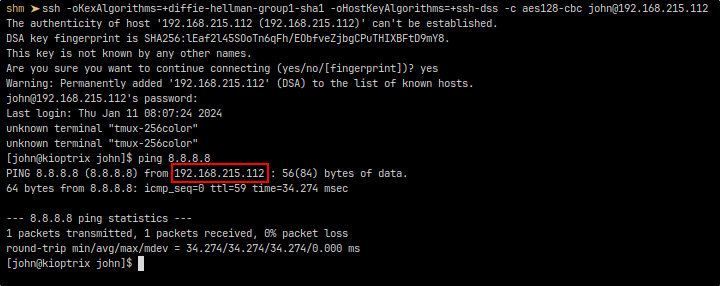 shm ➤ssh -oKexAlgorithms=+diffie-hellman-group1-sha1 -oHostKeyAlgorithms=+ssh-dss -c aes128-cbc john@192.168.215.112
The authenticity of host '192.168.215.112 (192.168.215.112)' can't be established.
DSA key fingerprint is SHA256:lEaf2l45SOoTn6qFh/EObfveZjbgCPuTHIXBFtD9mY8.
This key is not known by any other names.
Are you sure you want to continue connecting (yes/no/[fingerprint])? yes
Warning: Permanently added '192.168.215.112' (DSA) to the list of known hosts.
john@192.168.215.112's password:
Last login: Thu Jan 11 08:07:24 2024
unknown terminal "tmux-256color"
unknown terminal "tmux-256color"
[john@kioptrix john]$ ping 8.8.8.8
PING 8.8.8.8 (8.8.8.8) from 192.168.215.112 : 56(84) bytes of data.
64 bytes from 8.8.8.8: icmp_seq=0 ttl=59 time=34.274 msec

--- 8.8.8.8 ping statistics ---
1 packets transmitted, 1 packets received, 0% packet loss
round-trip min/avg/max/mdev = 34.274/34.274/34.274/0.000 ms
[john@kioptrix john]$